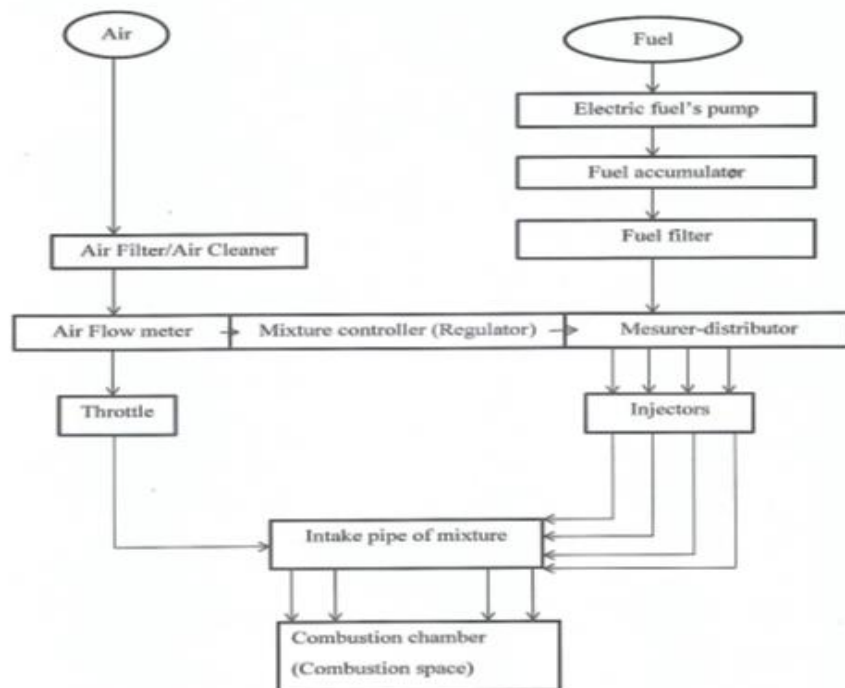 Air
Fuel
Electric fuel's pump
Fuel accumulator
Fuel filter
Air Filter/Air Cleaner
Air Flow meter
Mixture controller (Regulator)
Mesurer-distributor
Throttle
Injectors
Intake pipe of mixture
Combustion chamber
(Combustion space)